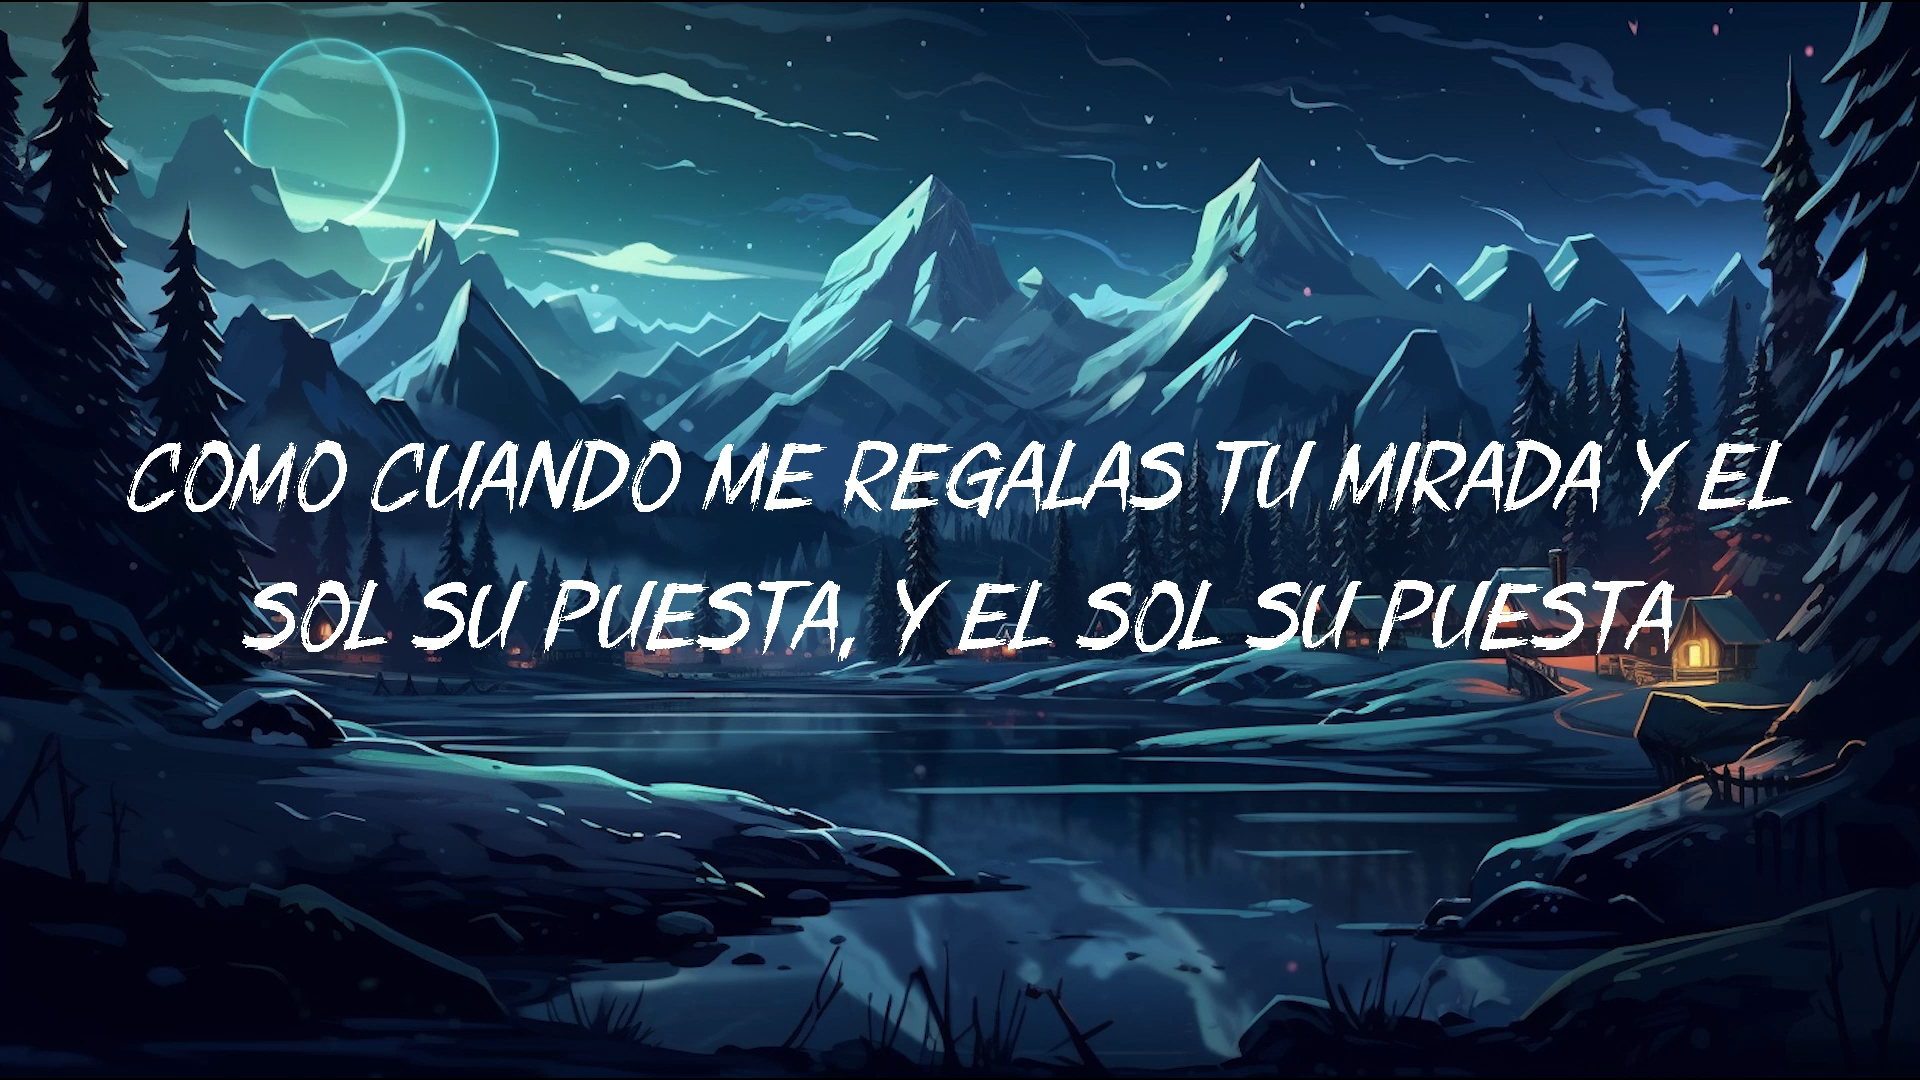 COMO CUANDO ME REGALAS TU MIRADA Y EL
SOL SU PUESTA, Y EL SOL SU PUESTA